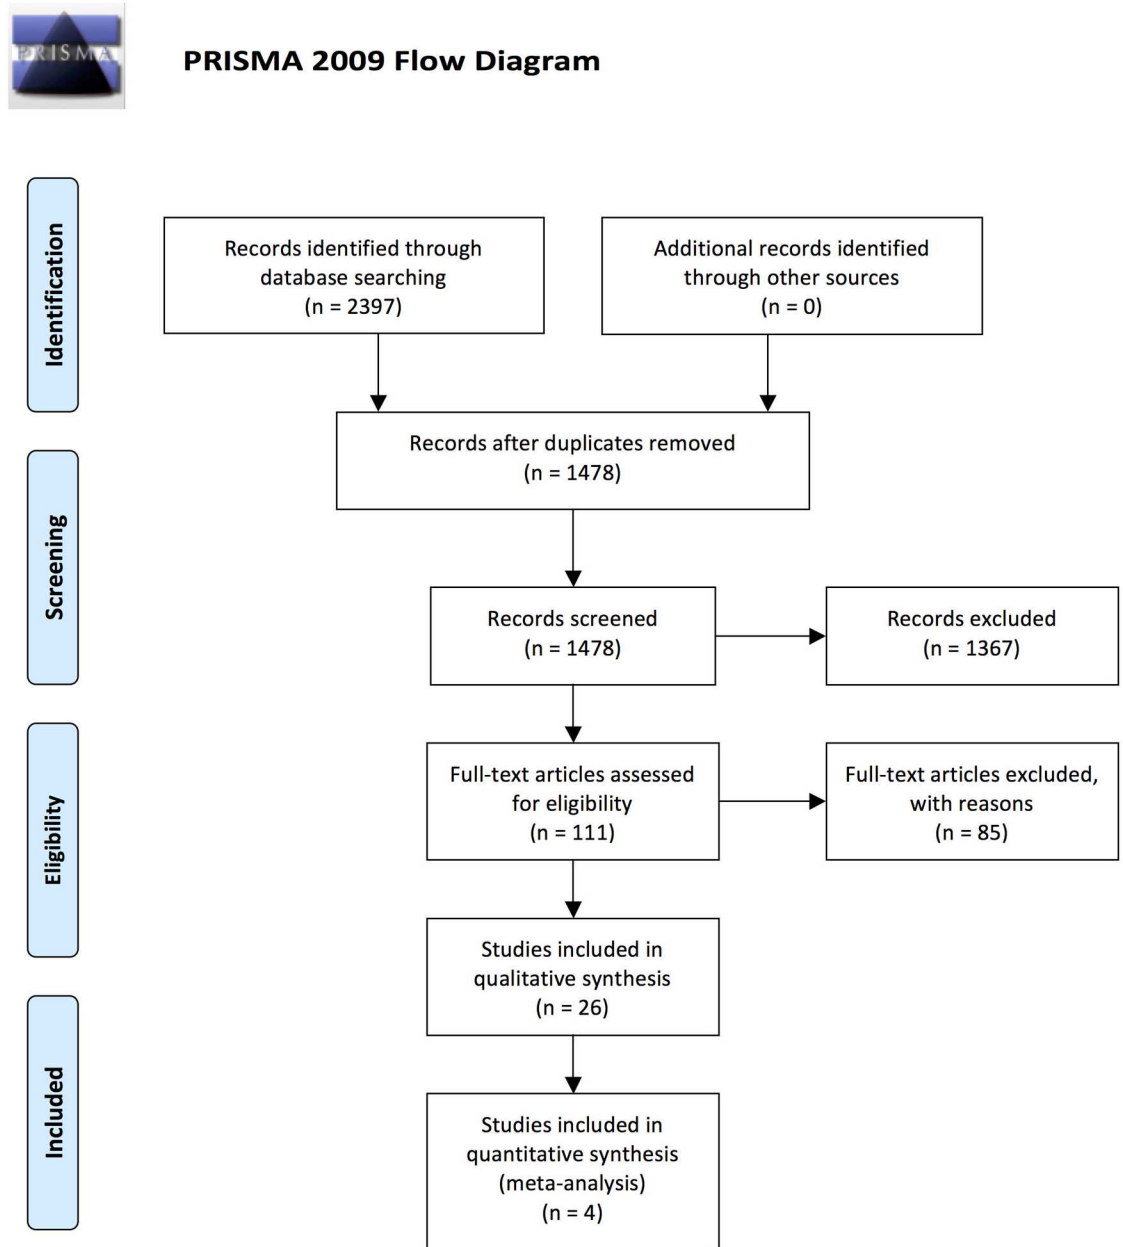 PRISMA
PRISMA 2009 Flow Diagram
Identification
Records identified through
database searching
(n = 2397)
Additional records identified
through other sources
(n = 0)
Records after duplicates removed
(n = 1478)
Screening
Records screened
(n = 1478)
Records excluded
(n = 1367)
Eligibility
Full-text articles assessed
for eligibility
(n = 111)
Full-text articles excluded,
with reasons
(n = 85)
Studies included in
qualitative synthesis
(n = 26)
Included
Studies included in
quantitative synthesis
(meta-analysis)
(n = 4)